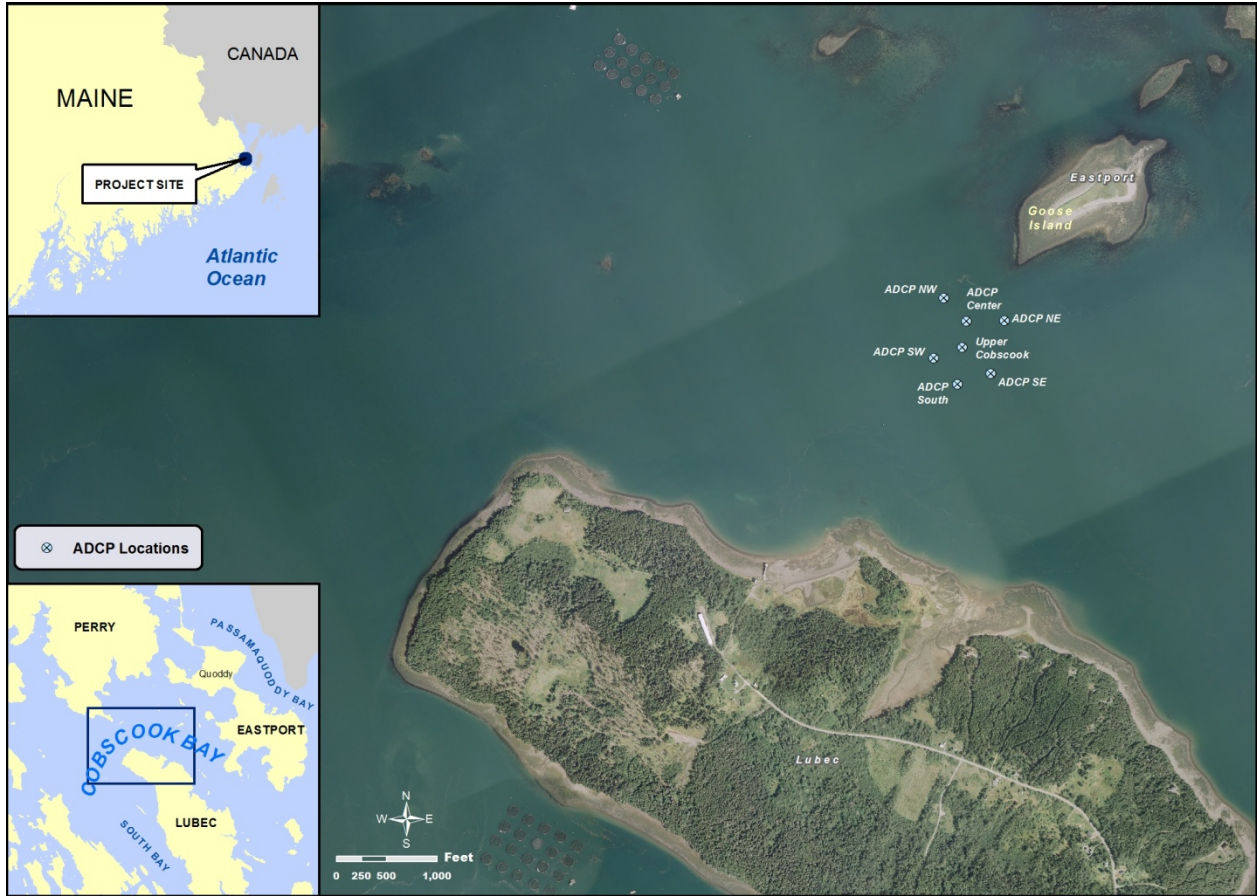 CANADA
MAINE
PROJECT SITE
Atlantic
Ocean
Eastport
Goose
Island
ADCP NW
ADCP
Center
ADCP NE
Upper
Cobscook
ADCP SW
ADCP SE
ADCP
South
ADCP Locations
PERRY
PASSAMAQUODDY BAY
Quoddy
EASTPORT
COBSCOOK BAY
LUBEC
SOUTH BAY
Lubec
N
W E
S
Feet
0 250 500 1,000